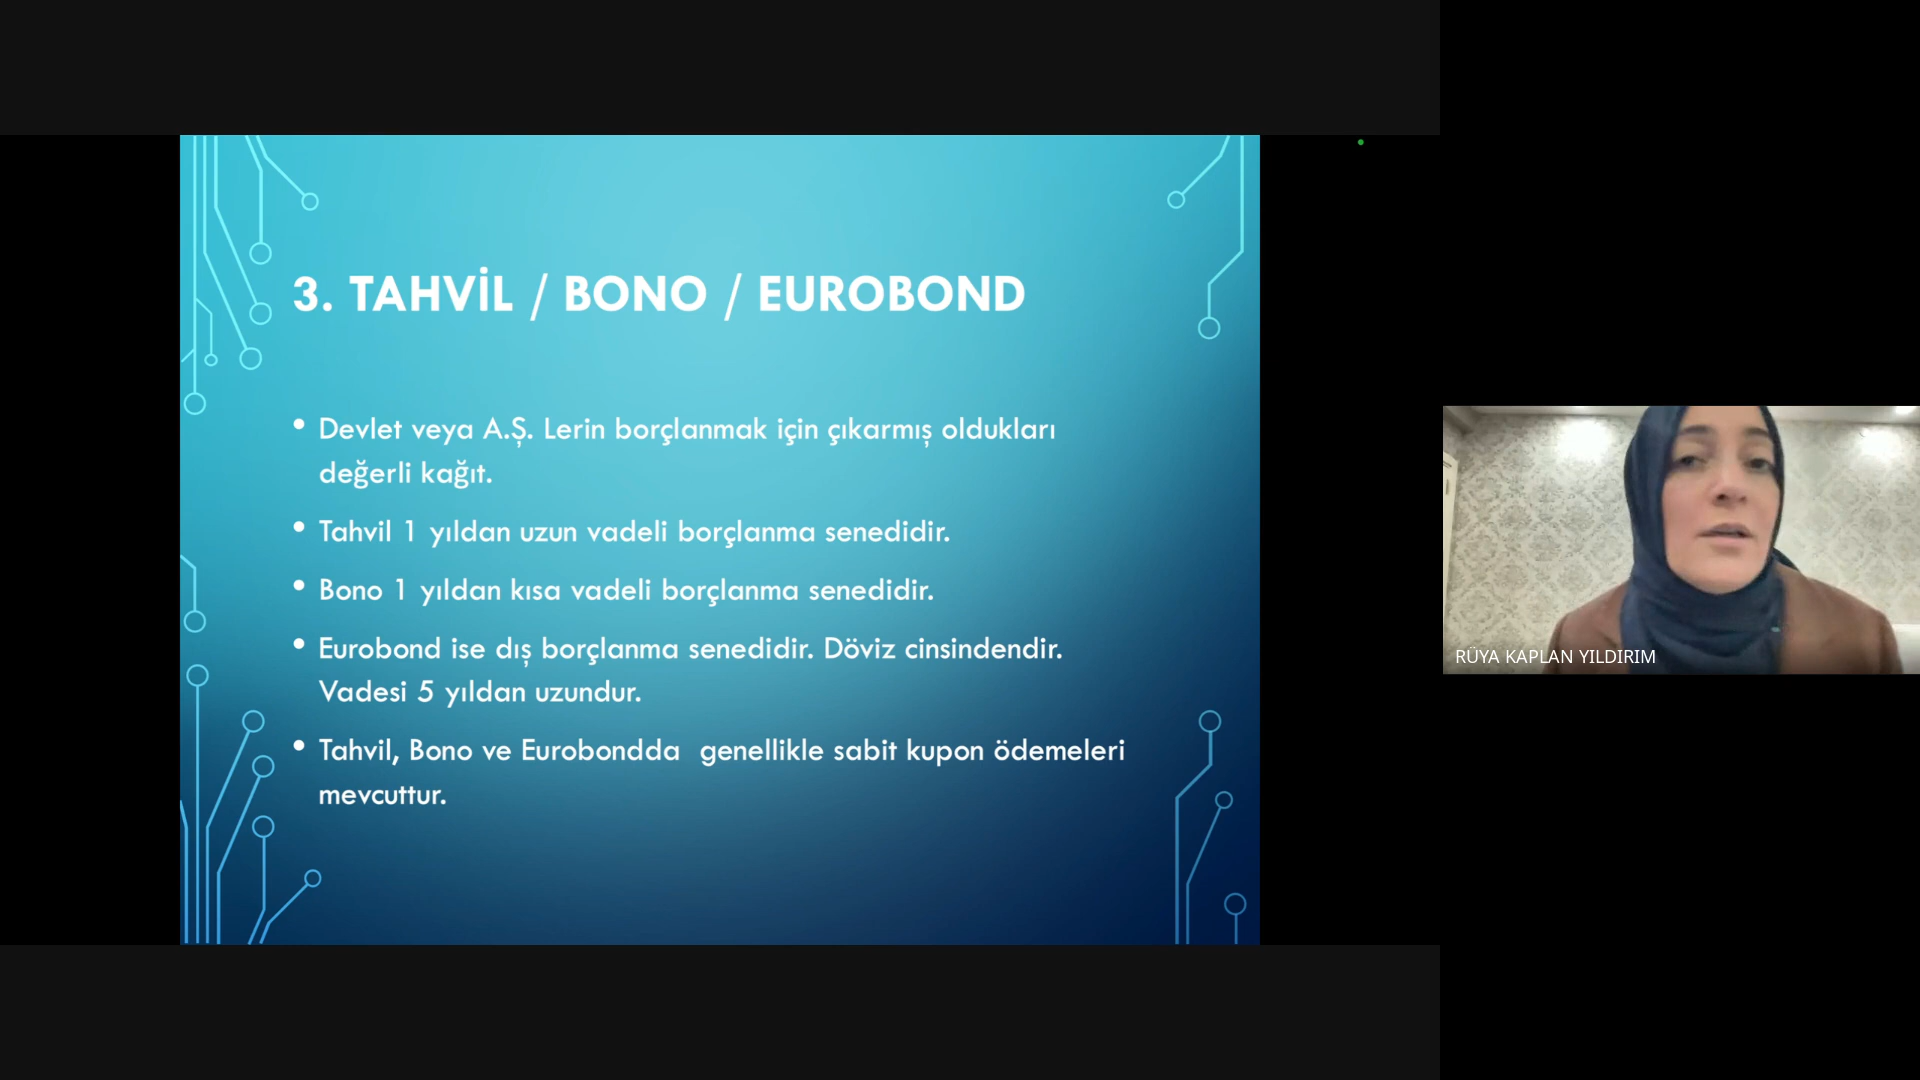 3. TAHVİL / BONO / EUROBOND
• Devlet veya A.Ş. Lerin borçlanmak için çıkarmış oldukları
değerli kağıt.
• Tahvil 1 yıldan uzun vadeli borçlanma senedidir.
• Bono 1 yıldan kısa vadeli borçlanma senedidir.
• Eurobond ise dış borçlanma senedidir. Döviz cinsindendir.
Vadesi 5 yıldan uzundur.
• Tahvil, Bono ve Eurobondda  genellikle sabit kupon ödemeleri
mevcuttur.
RÜYA KAPLAN YILDIRIM